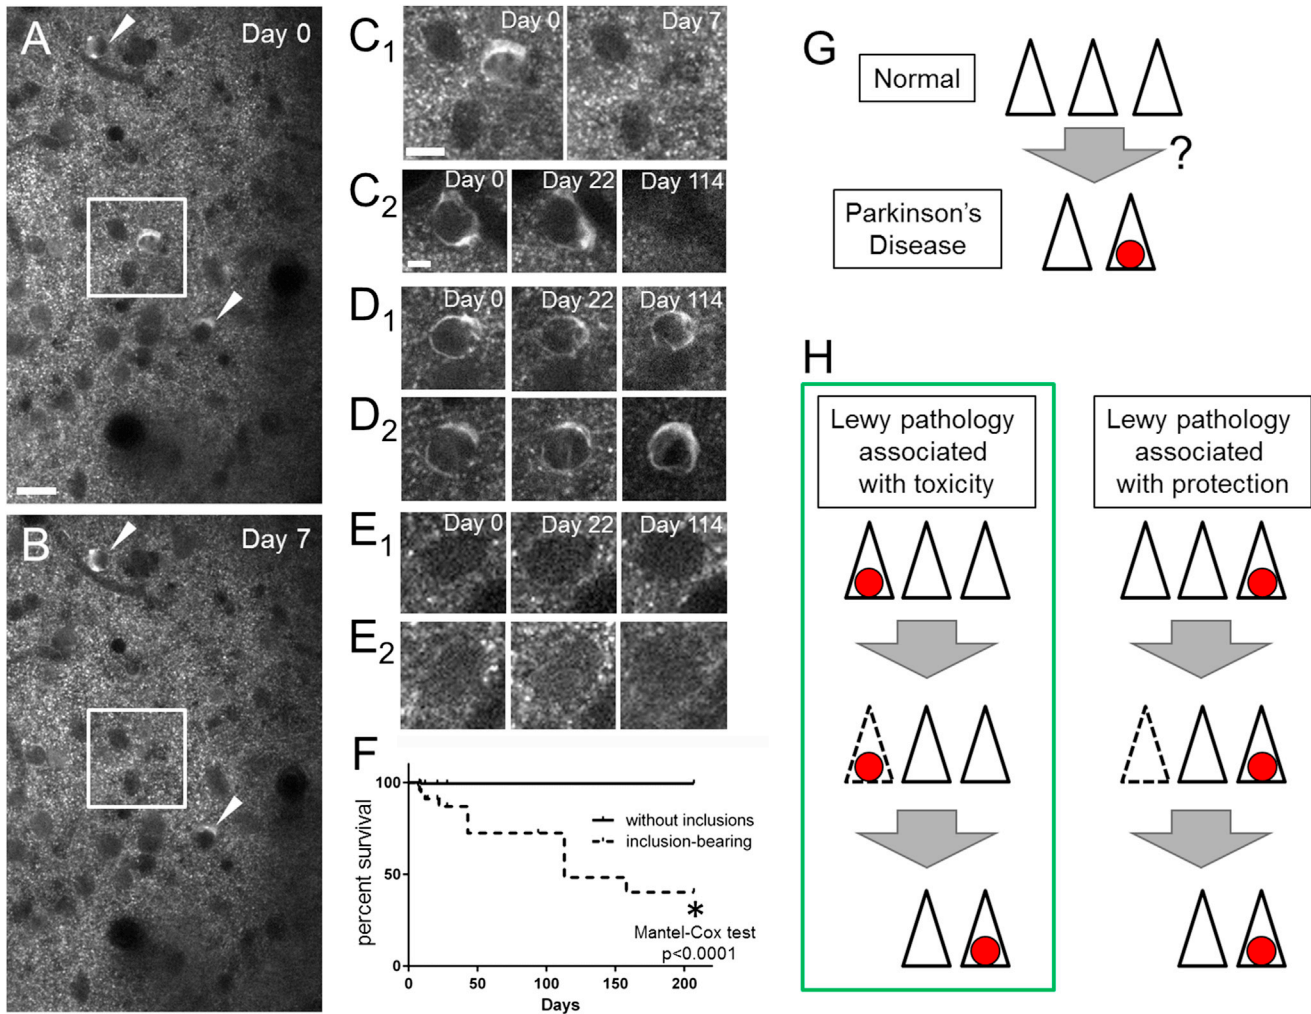 A
Day 0
B
Day 7
C1
Day 0
Day 7
C2
Day 0
Day 22
Day 114
D1
Day 0
Day 22
Day 114
D2
E1
Day 0
Day 22
Day 114
E2
F
percent survival
100
50
0
without inclusions
inclusion-bearing
*
Mantel-Cox test
p<0.0001
0
50
100
150
200
Days
G
Normal
?
Parkinson's
Disease
H
Lewy pathology
associated
with toxicity
Lewy pathology
associated
with protection